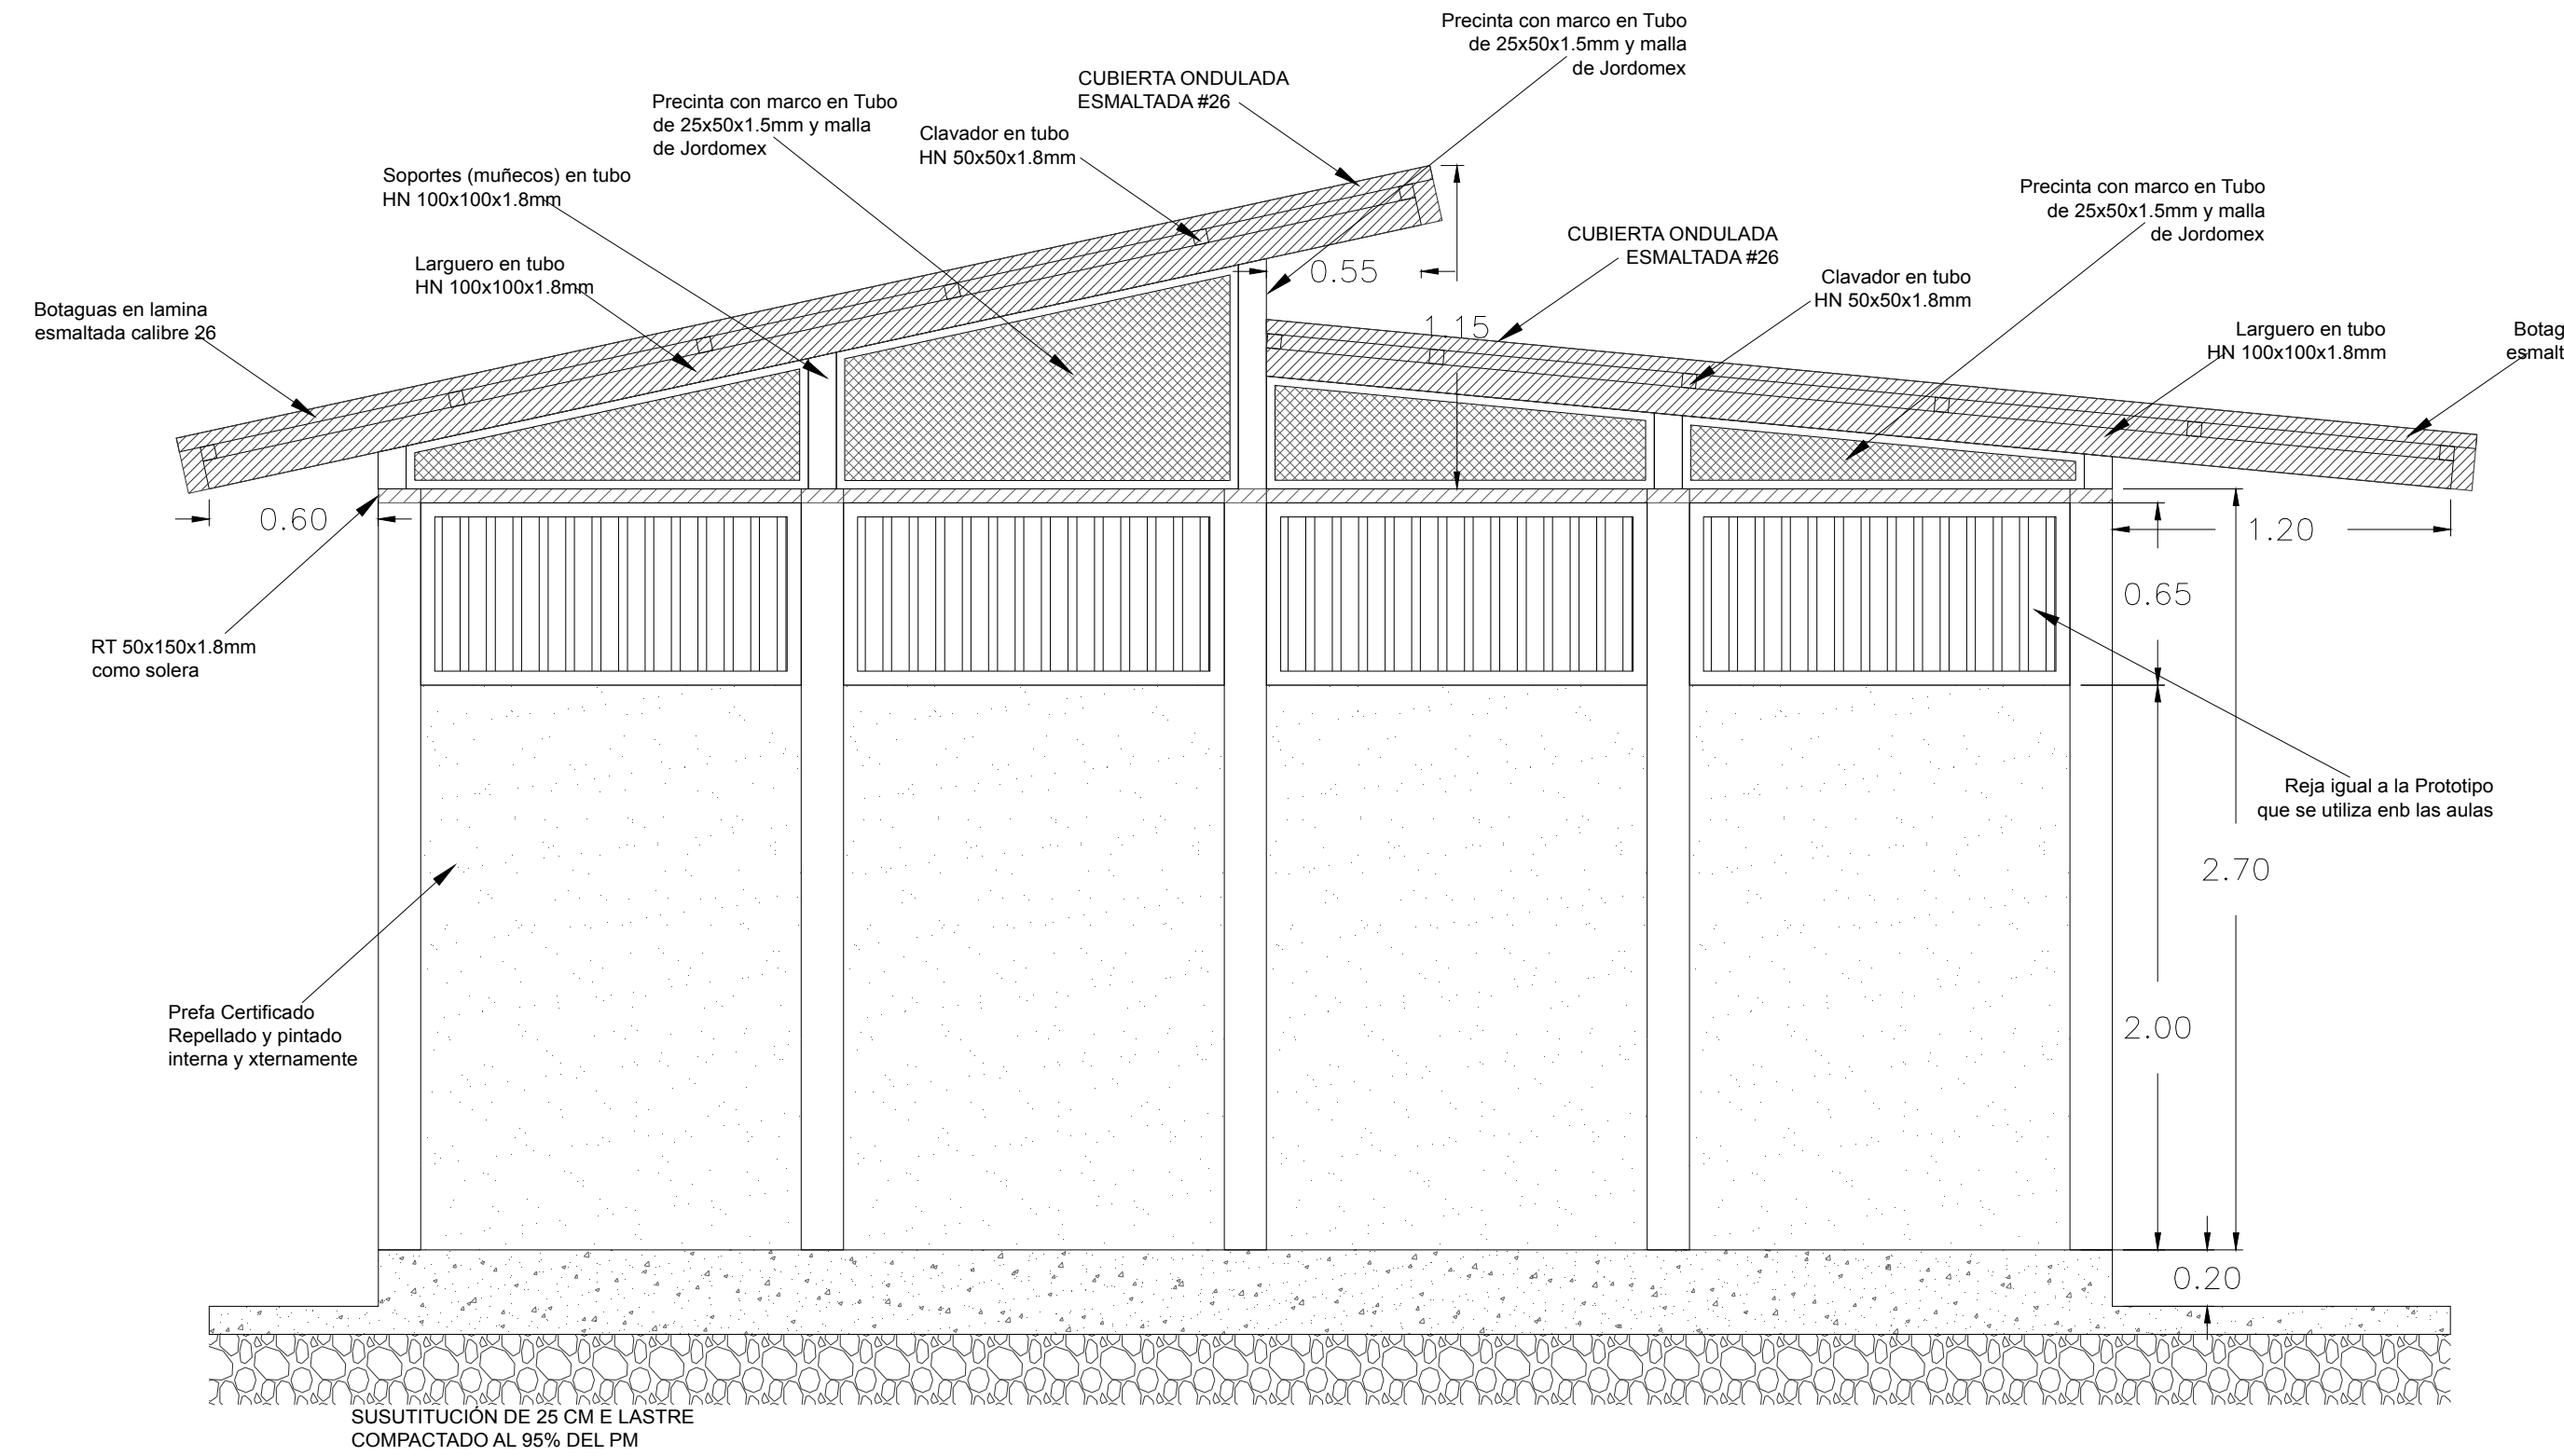 Precinta con marco en Tubo
de 25x50x1.5mm y malla
de Jordomex
CUBIERTA ONDULADA
ESMALTADA #26
Precinta con marco en Tubo
de 25x50x1.5mm y malla
de Jordomex
Clavador en tubo
HN 50x50x1.8mm
Soportes (muñecos) en tubo
HN 100x100x1.8mm
Precinta con marco en Tubo
de 25x50x1.5mm y malla
de Jordomex
CUBIERTA ONDULADA
ESMALTADA #26
0.55
Larguero en tubo
HN 100x100x1.8mm
Clavador en tubo
HN 50x50x1.8mm
Botaguas en lamina
esmaltada calibre 26
1.15
Larguero en tubo
HN 100x100x1.8mm
Botag
esmalt
0.60
1.20
0.65
RT 50x150x1.8mm
como solera
Reja igual a la Prototipo
que se utiliza enb las aulas
2.70
2.00
Prefa Certificado
Repellado y pintado
interna y xternamente
0.20
SUSUTITUCIÓN DE 25 CM E LASTRE
COMPACTADO AL 95% DEL PM